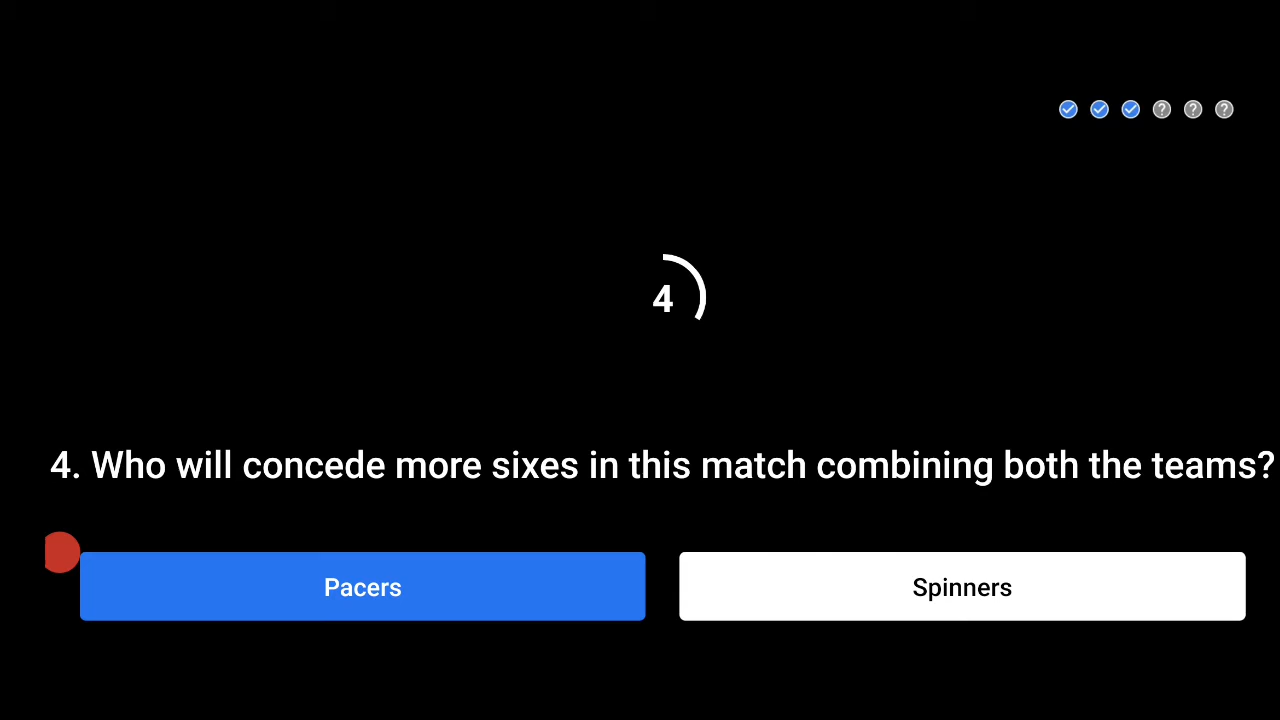 4
4. Who will concede more sixes in this match combining both the teams?
Pacers
Spinners